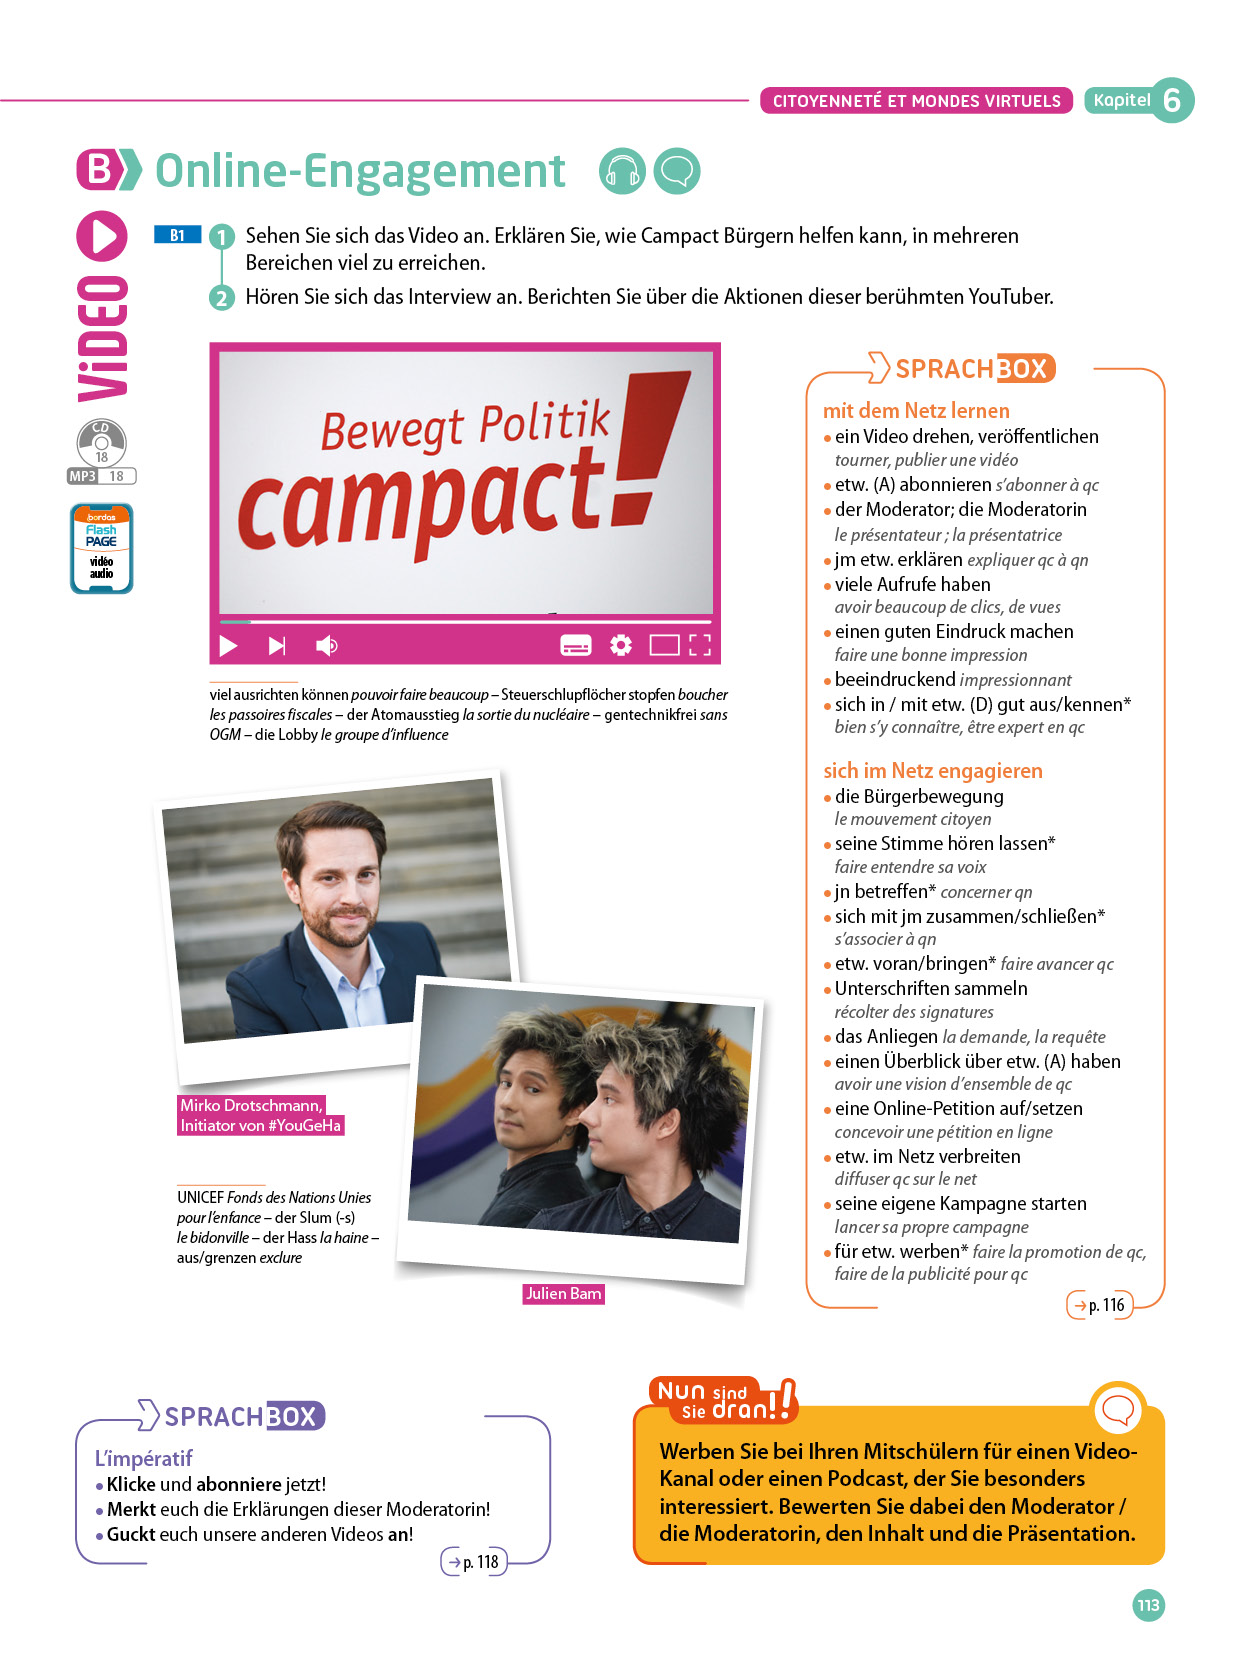 CITOYENNETÉ ET MONDES VIRTUELS
Kapitel 6
B Online-Engagement
ViDEO
CD
18
MP3 18
bordas
Flash
PAGE
vidéo
audio
B1
1 Sehen Sie sich das Video an. Erklären Sie, wie Campact Bürgern helfen kann, in mehreren
Bereichen viel zu erreichen.
2 Hören Sie sich das Interview an. Berichten Sie über die Aktionen dieser berühmten YouTuber.
Bewegt Politik
campact!
viel ausrichten können pouvoir faire beaucoup – Steuerschlupflöcher stopfen boucher
les passoires fiscales – der Atomausstieg la sortie du nucléaire – gentechnikfrei sans
OGM – die Lobby le groupe d'influence
Mirko Drotschmann,
Initiator von #YouGeHa
UNICEF Fonds des Nations Unies
pour l'enfance – der Slum (-s)
le bidonville – der Hass la haine –
aus/grenzen exclure
Julien Bam
SPRACHBOX
mit dem Netz lernen
• ein Video drehen, veröffentlichen
tourner, publier une vidéo
• etw. (A) abonnieren s'abonner à qc
• der Moderator; die Moderatorin
le présentateur ; la présentatrice
• jm etw. erklären expliquer qc à qn
• viele Aufrufe haben
avoir beaucoup de clics, de vues
• einen guten Eindruck machen
faire une bonne impression
• beeindruckend impressionnant
• sich in / mit etw. (D) gut aus/kennen*
bien s'y connaître, être expert en qc
sich im Netz engagieren
• die Bürgerbewegung
le mouvement citoyen
• seine Stimme hören lassen*
faire entendre sa voix
• jn betreffen* concerner qn
• sich mit jm zusammen/schließen*
s'associer à qn
• etw. voran/bringen* faire avancer qc
• Unterschriften sammeln
récolter des signatures
• das Anliegen la demande, la requête
• einen Überblick über etw. (A) haben
avoir une vision d'ensemble de qc
• eine Online-Petition auf/setzen
concevoir une pétition en ligne
• etw. im Netz verbreiten
diffuser qc sur le net
• seine eigene Kampagne starten
lancer sa propre campagne
• für etw. werben* faire la promotion de qc,
faire de la publicité pour qc
→ p. 116
SPRACHBOX
L'impératif
• Klicke und abonniere jetzt!
• Merkt euch die Erklärungen dieser Moderatorin!
• Guckt euch unsere anderen Videos an!
→ p. 118
Nun sind
Sie dran!!
Werben Sie bei Ihren Mitschülern für einen Video-
Kanal oder einen Podcast, der Sie besonders
interessiert. Bewerten Sie dabei den Moderator /
die Moderatorin, den Inhalt und die Präsentation.
113